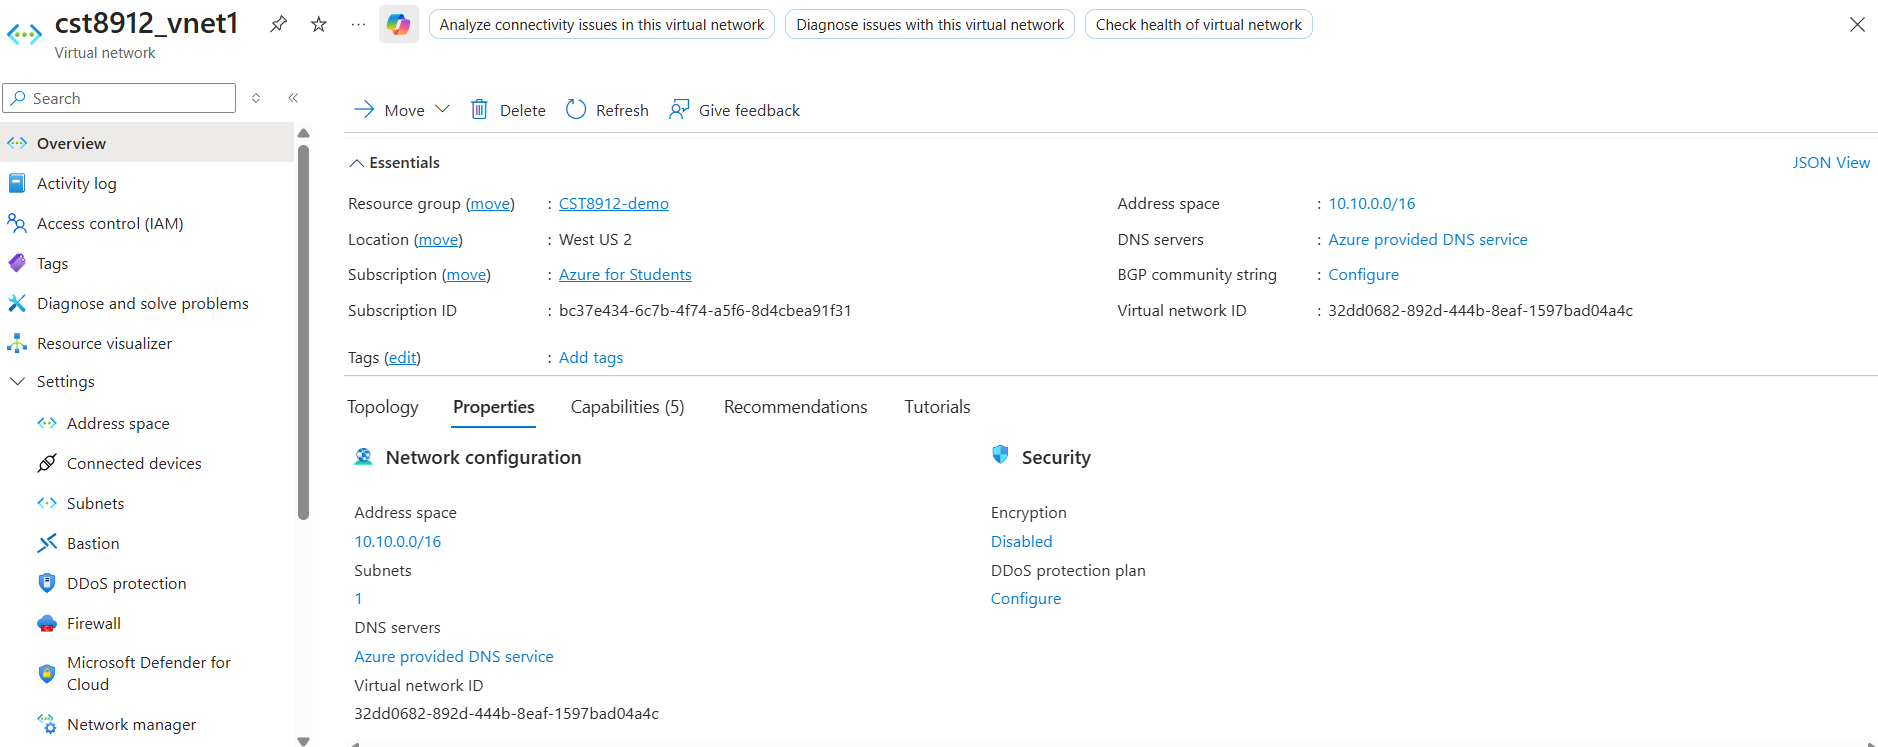 cst8912_vnet1
Virtual network
Analyze connectivity issues in this virtual network
Diagnose issues with this virtual network
Check health of virtual network
Search
Overview
Activity log
Access control (IAM)
Tags
Diagnose and solve problems
Resource visualizer
Settings
Address space
Connected devices
Subnets
Bastion
DDoS protection
Firewall
Microsoft Defender for
Cloud
Network manager
Move Delete Refresh Give feedback
Essentials JSON View
Resource group (move) : CST8912-demo
Location (move) : West US 2
Subscription (move) : Azure for Students
Subscription ID : bc37e434-6c7b-4f74-a5f6-8d4cbea91f31
Tags (edit) : Add tags
Address space : 10.10.0.0/16
DNS servers : Azure provided DNS service
BGP community string : Configure
Virtual network ID : 32dd0682-892d-444b-8eaf-1597bad04a4c
Topology Properties Capabilities (5) Recommendations Tutorials
Network configuration
Address space
10.10.0.0/16
Subnets
1
DNS servers
Azure provided DNS service
Virtual network ID
32dd0682-892d-444b-8eaf-1597bad04a4c
Security
Encryption
Disabled
DDoS protection plan
Configure